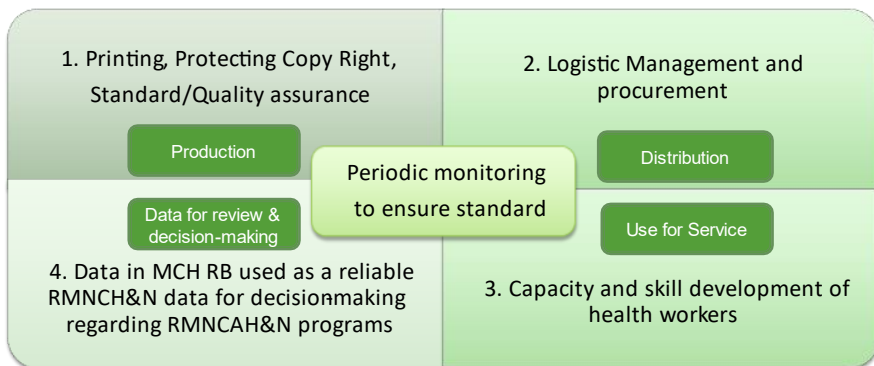 1. Printing, Protecting Copy Right,
Standard/Quality assurance
Production
2. Logistic Management and
procurement
Distribution
Periodic monitoring
to ensure standard
Data for review &
decision-making
4. Data in MCH RB used as a reliable
RMNCH&N data for decision-making
regarding RMNCAH&N programs
Use for Service
3. Capacity and skill development of
health workers